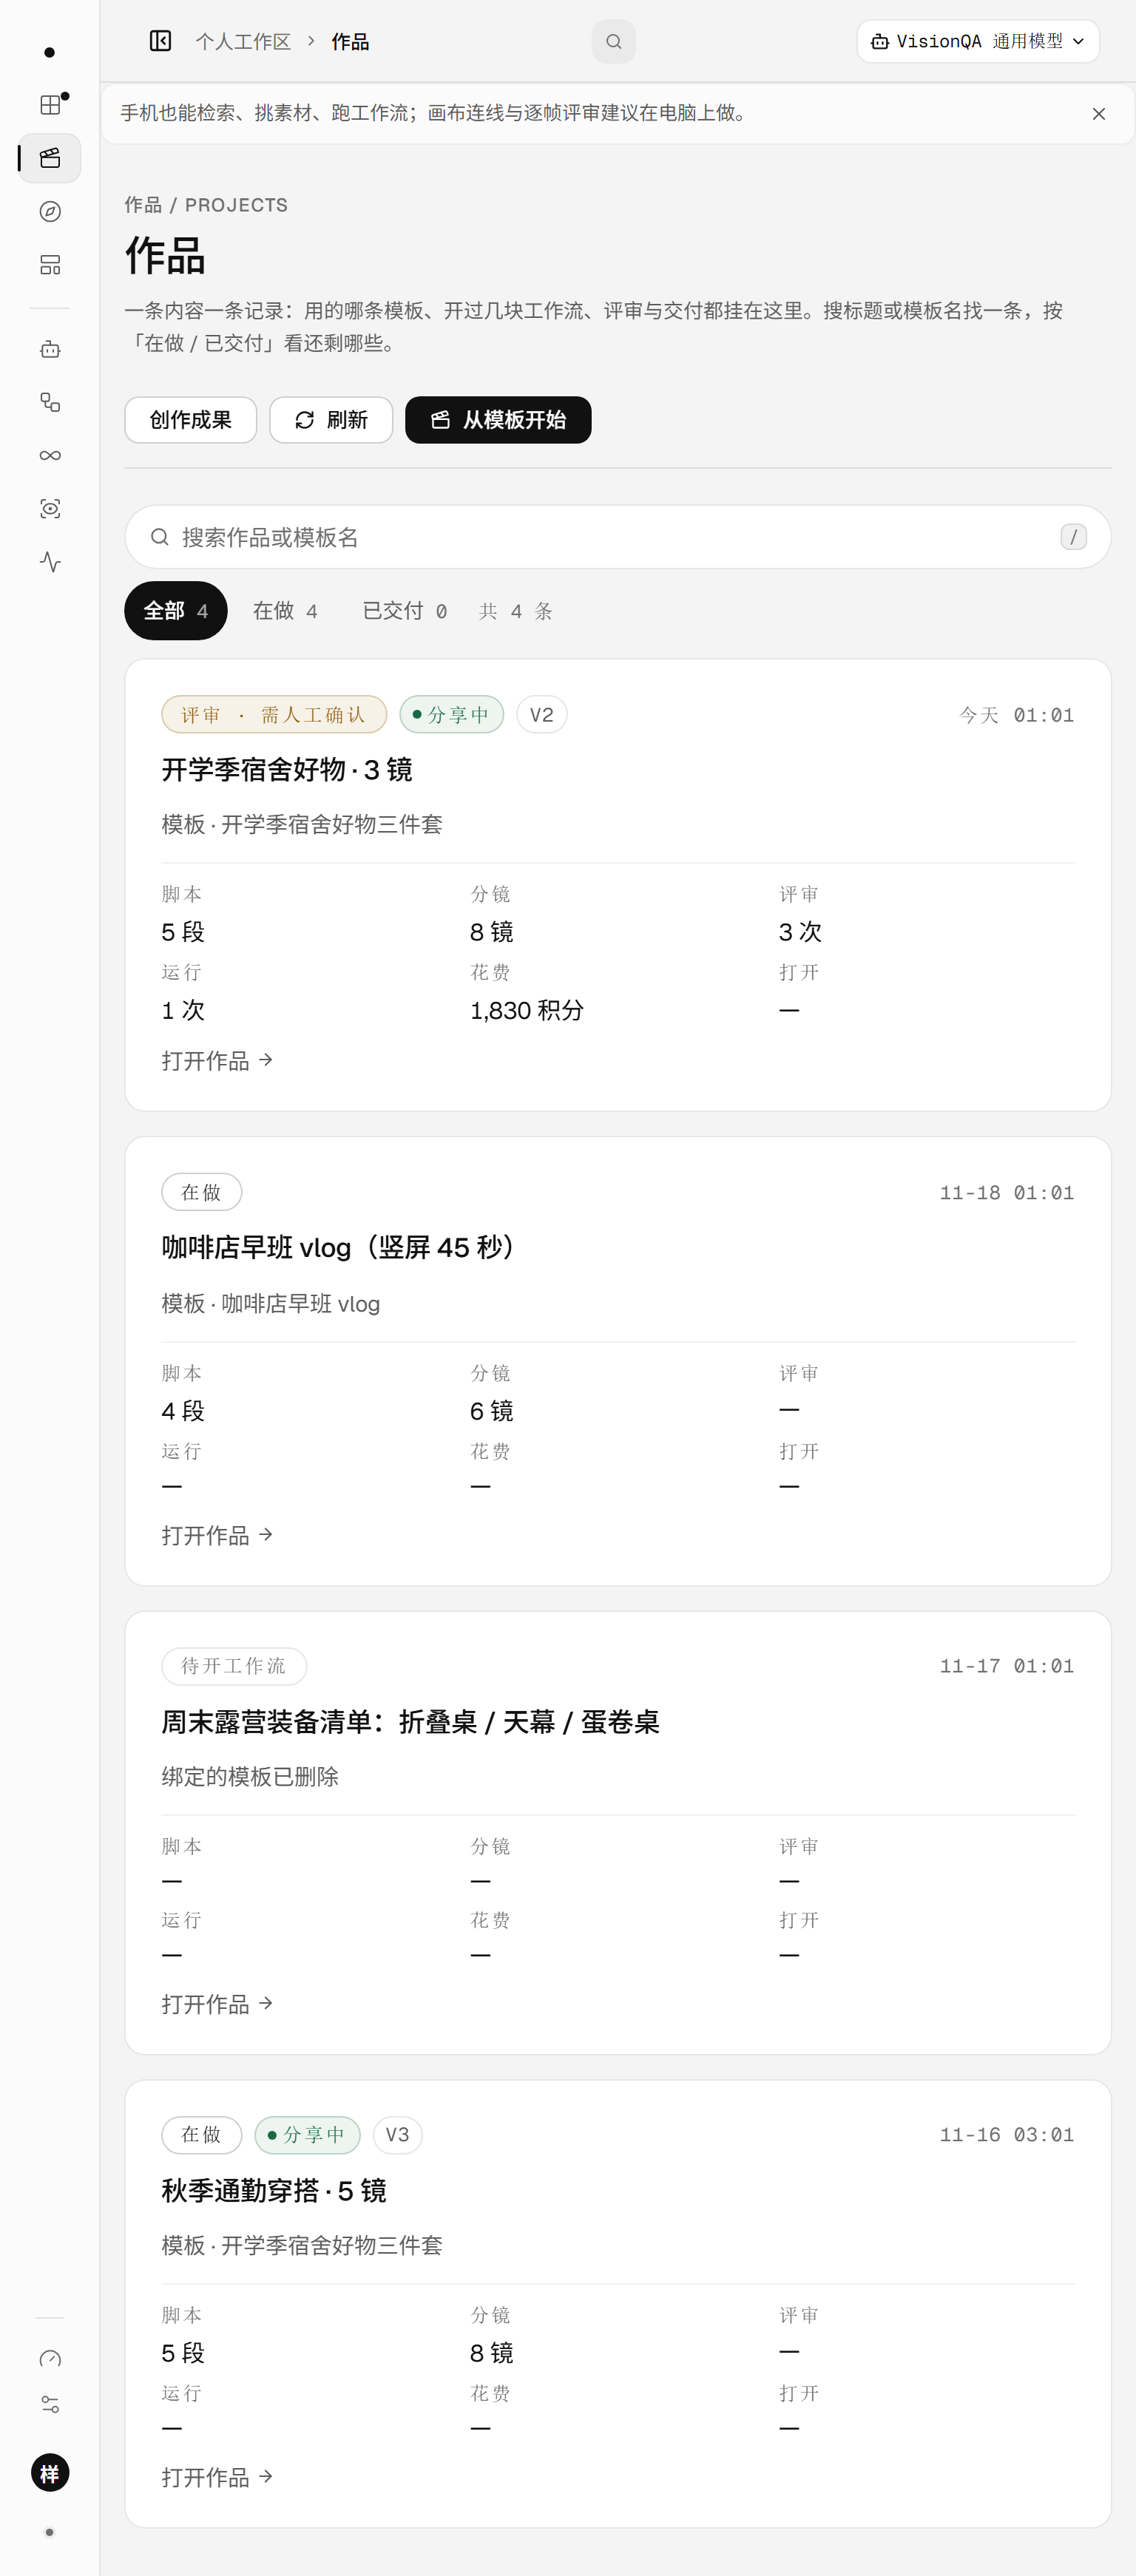 个人工作区 > 作品
VisionQA 通用模型
手机也能检索、挑素材、跑工作流；画布连线与逐帧评审建议在电脑上做。
作品 / PROJECTS
作品
一条内容一条记录：用的哪条模板、开过几块工作流、评审与交付都挂在这里。搜标题或模板名找一条，按
「在做 / 已交付」看还剩哪些。
创作成果 刷新 从模板开始
搜索作品或模板名 /
全部 4 在做 4 已交付 0 共 4 条
评审 · 需人工确认 分享中 V2 今天 01:01
开学季宿舍好物 · 3 镜
模板 · 开学季宿舍好物三件套
脚本 分镜 评审
5 段 8 镜 3 次
运行 花费 打开
1 次 1,830 积分 —
打开作品 →
在做 11-18 01:01
咖啡店早班 vlog（竖屏 45 秒）
模板 · 咖啡店早班 vlog
脚本 分镜 评审
4 段 6 镜 —
运行 花费 打开
— — —
打开作品 →
待开工作流 11-17 01:01
周末露营装备清单：折叠桌 / 天幕 / 蛋卷桌
绑定的模板已删除
脚本 分镜 评审
— — —
运行 花费 打开
— — —
打开作品 →
在做 分享中 V3 11-16 03:01
秋季通勤穿搭 · 5 镜
模板 · 开学季宿舍好物三件套
脚本 分镜 评审
5 段 8 镜 —
运行 花费 打开
— — —
打开作品 →
样